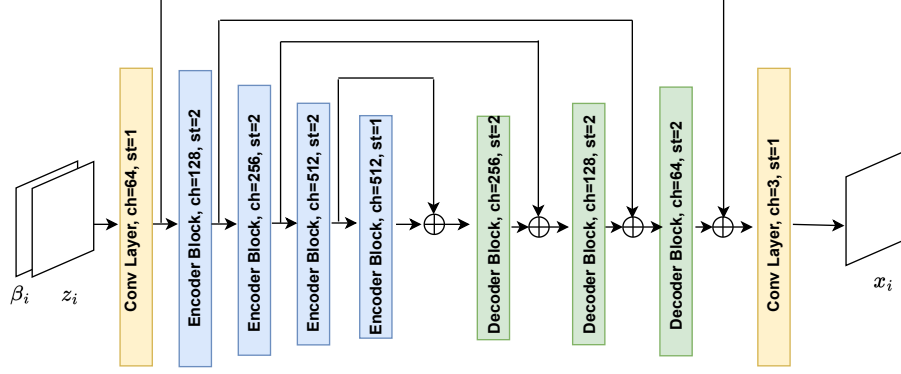 Conv Layer, ch=64, st=1
Encoder Block, ch=128, st=2
Encoder Block, ch=256, st=2
Encoder Block, ch=512, st=2
Encoder Block, ch=512, st=1
Decoder Block, ch=256, st=2
Decoder Block, ch=128, st=2
Decoder Block, ch=64, st=2
Conv Layer, ch=3, st=1
βᵢ
zᵢ
xᵢ